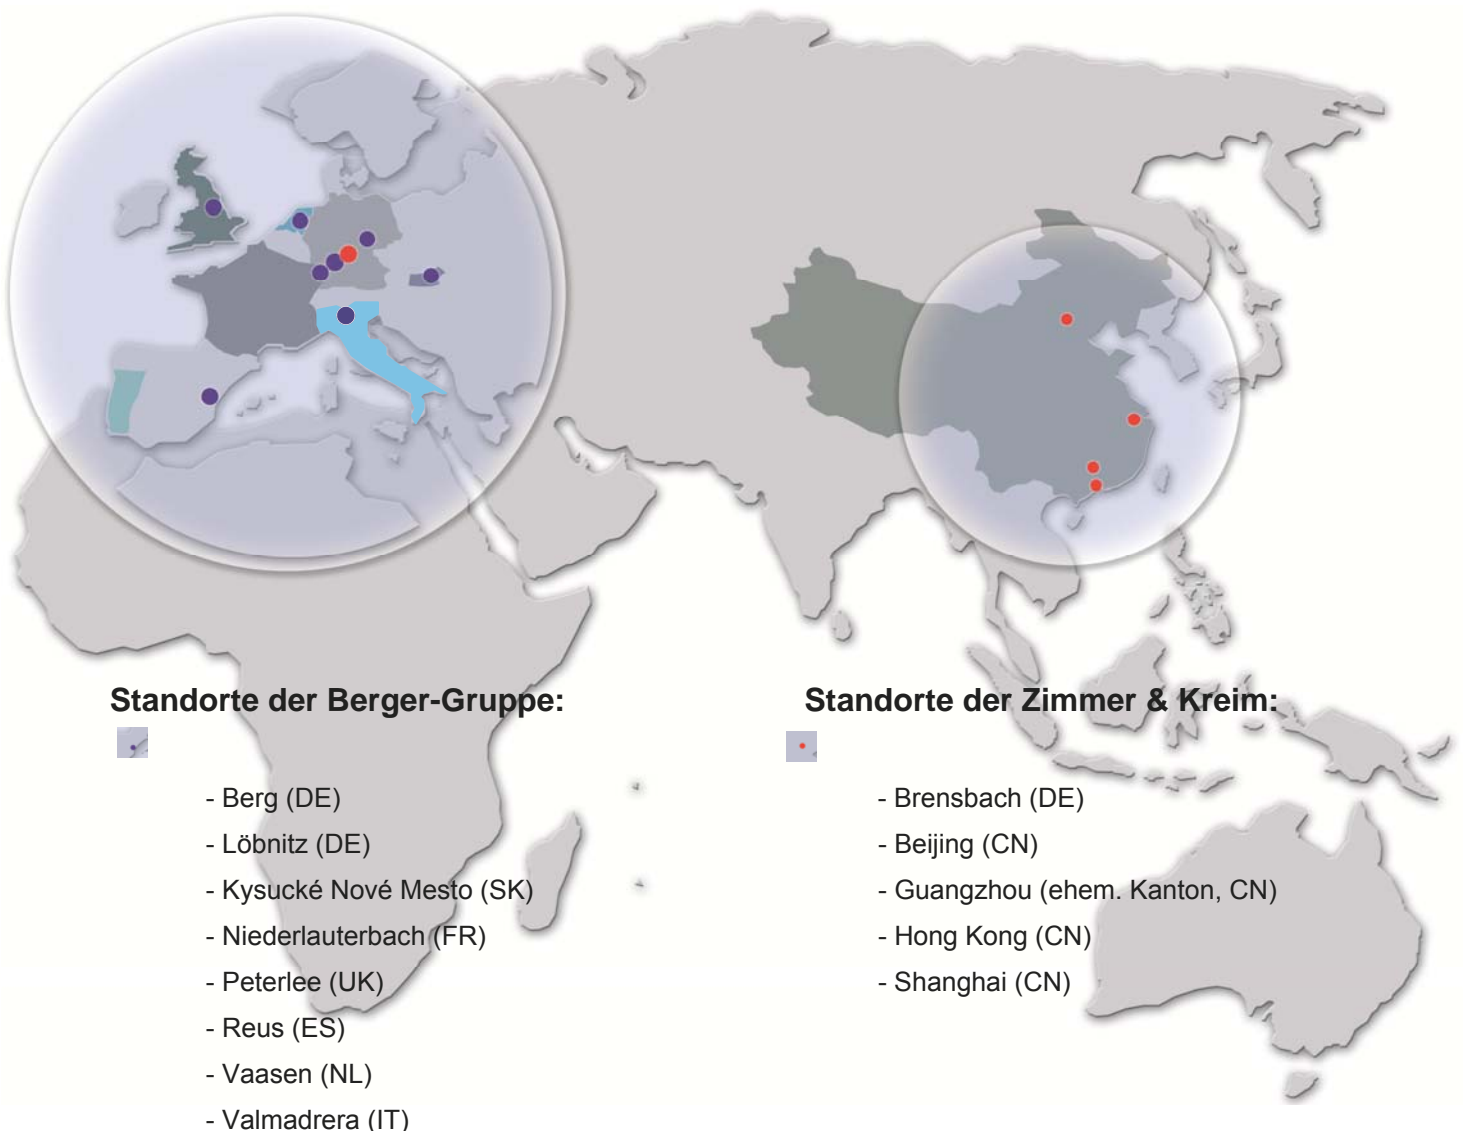 Standorte der Berger-Gruppe:
- Berg (DE)
- Löbnitz (DE)
- Kysucké Nové Mesto (SK)
- Niederlauterbach (FR)
- Peterlee (UK)
- Reus (ES)
- Vaasen (NL)
- Valmadrera (IT)
Standorte der Zimmer & Kreim:
- Brensbach (DE)
- Beijing (CN)
- Guangzhou (ehem. Kanton, CN)
- Hong Kong (CN)
- Shanghai (CN)